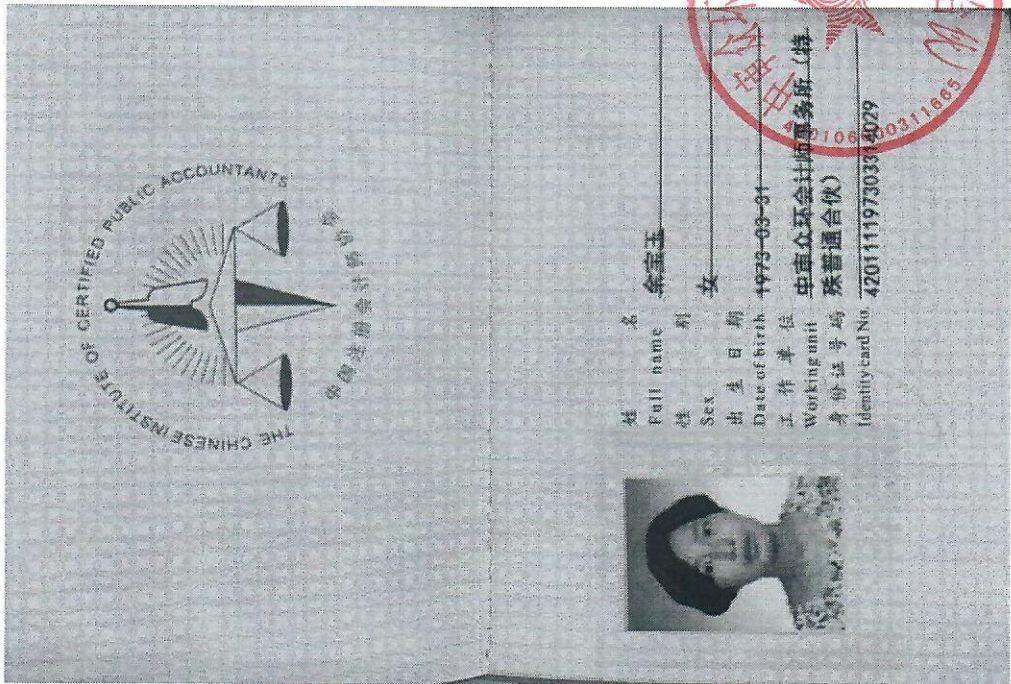 THE CHINESE INSTITUTE OF CERTIFIED PUBLIC ACCOUNTANTS
中国注册会计师协会
姓 名
Full name 余宝玉
性 别
Sex 女
出 生 日 期
Date of birth 1973-03-31
工 作 单 位
Working unit
中审众环会计师事务所（特
殊普通合伙）
身 份 证 号 码
Identity card No. 420111197303314029